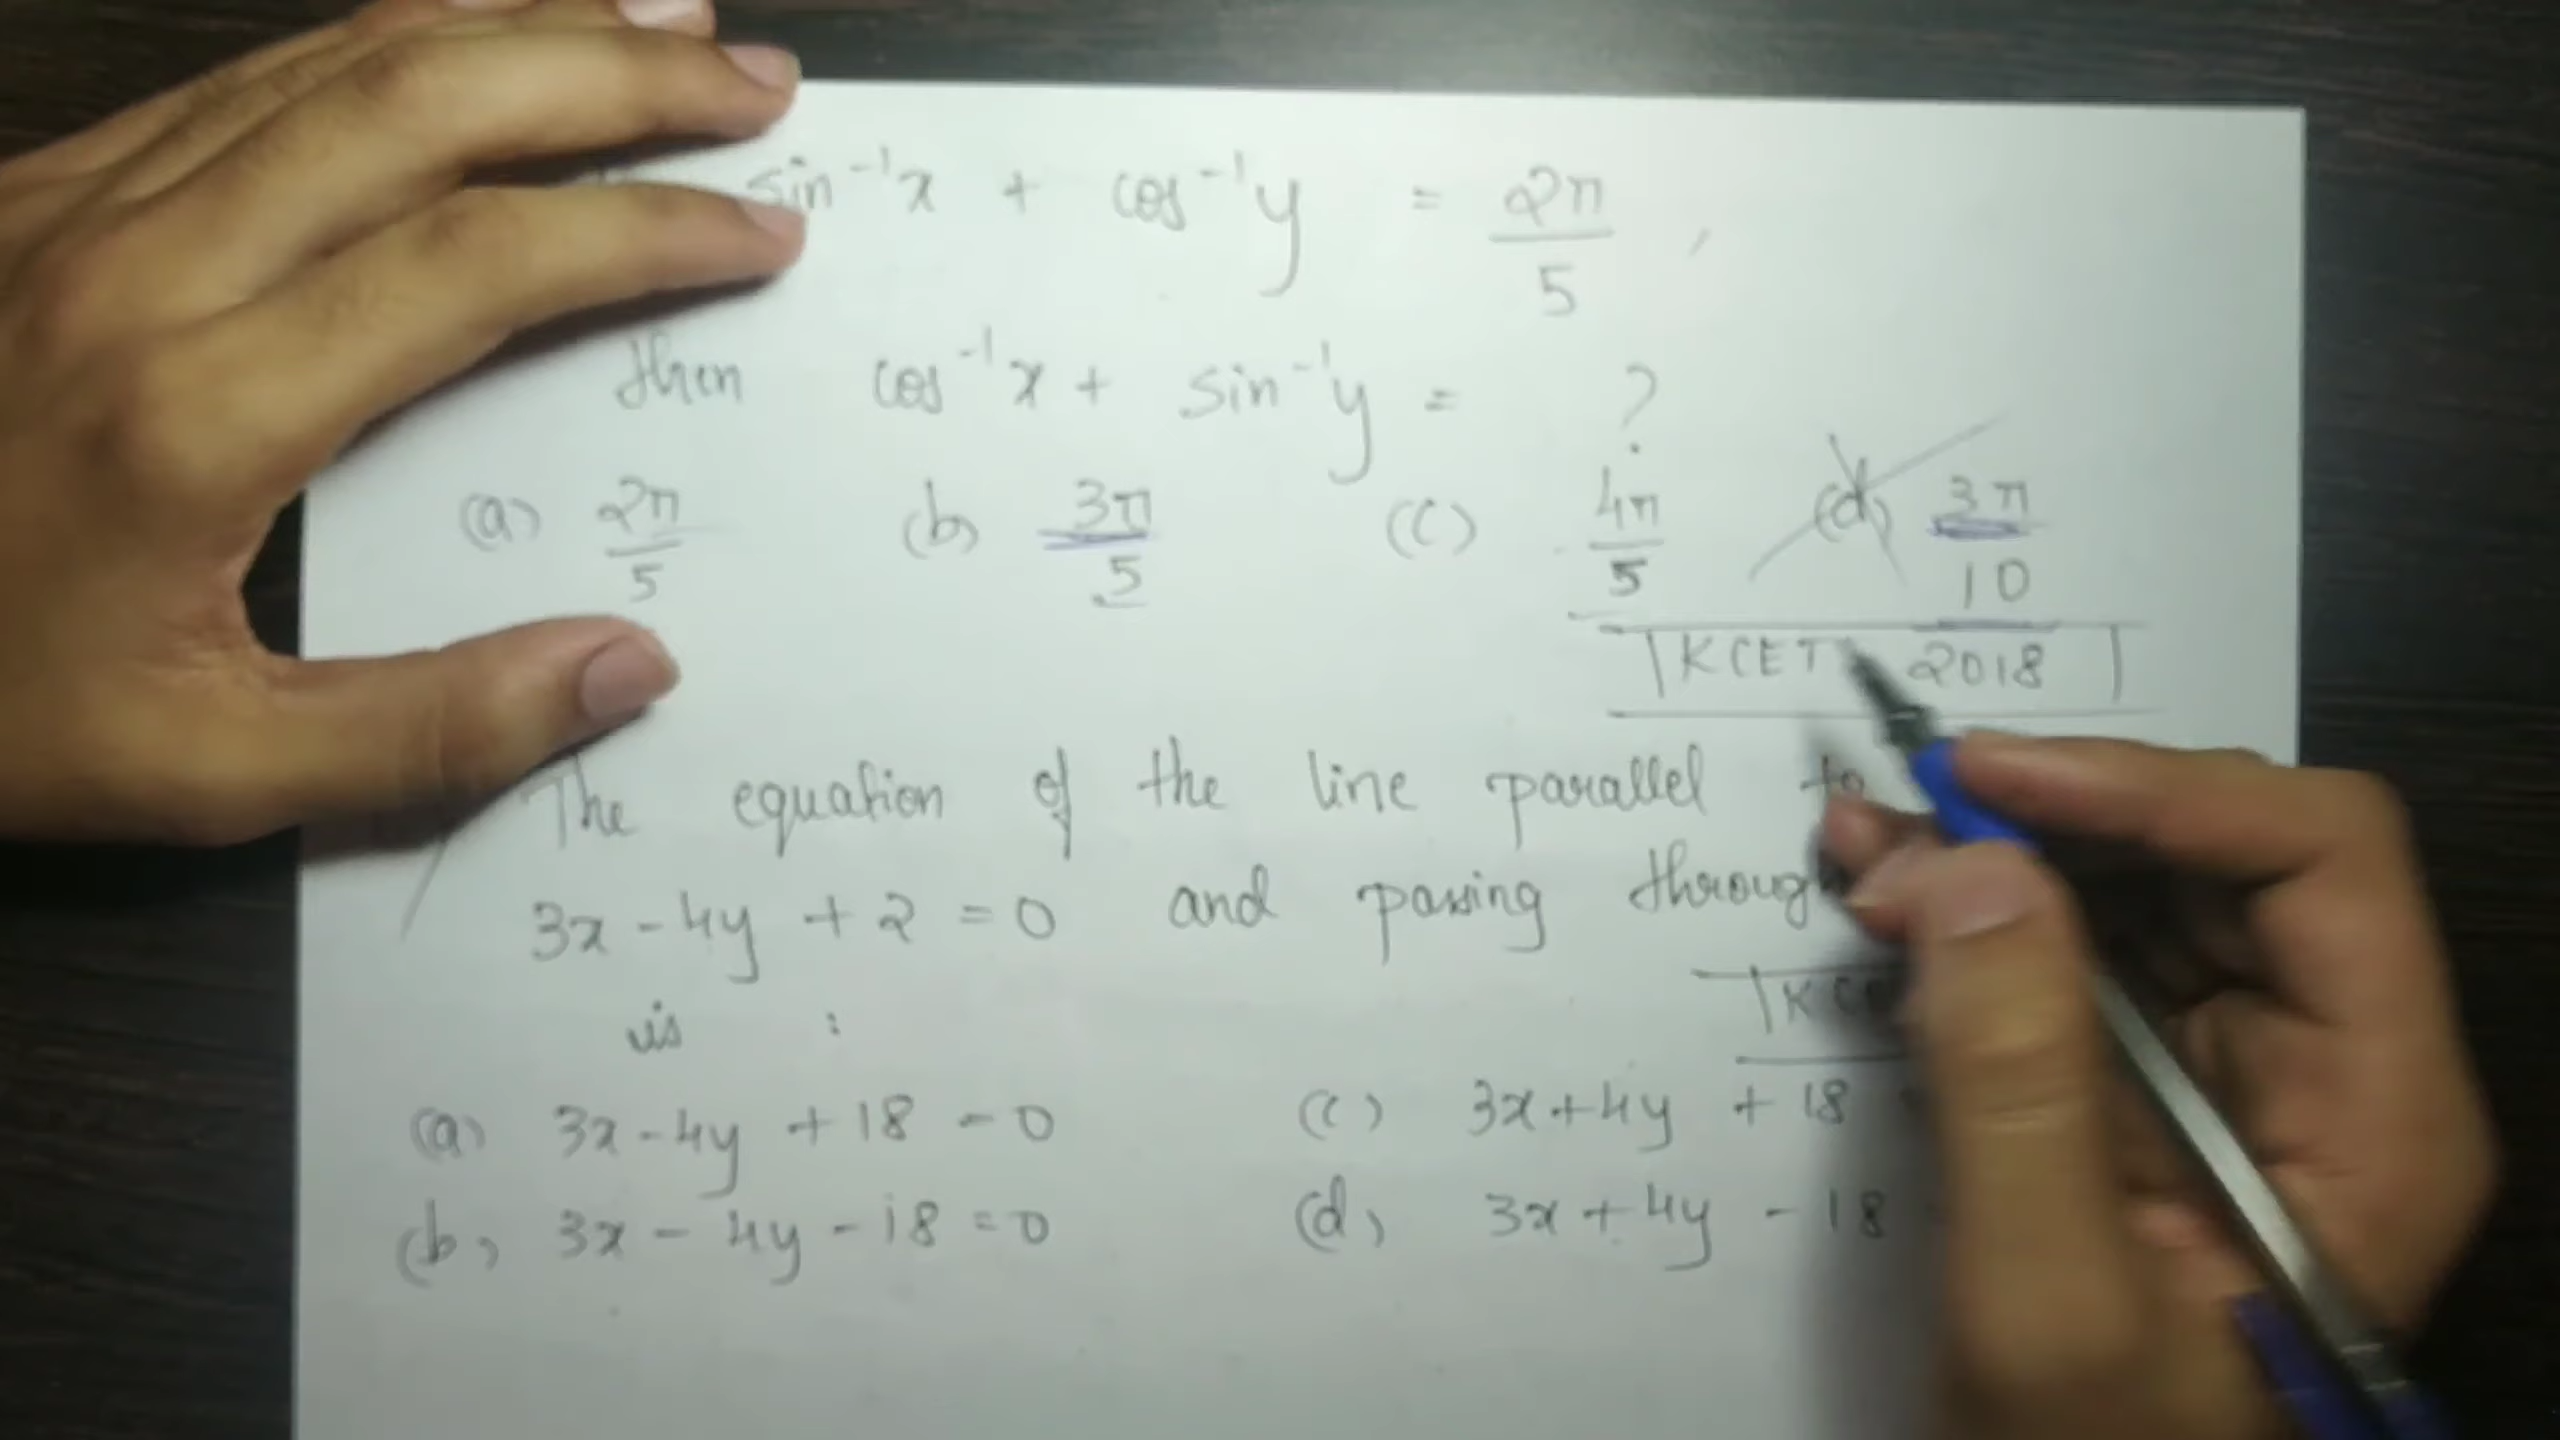 sin⁻¹x + cos⁻¹y = 2π/5 ,
then cos⁻¹x + sin⁻¹y = ?
(a) 2π/5 (b) 3π/5 (c) 4π/5 (d) 3π/10
KCET 2018
The equation of the line parallel to
3x - 4y + 2 = 0 and passing through
is :
(a) 3x - 4y + 18 = 0 (c) 3x + 4y + 18
(b) 3x - 4y - 18 = 0 (d) 3x + 4y - 18